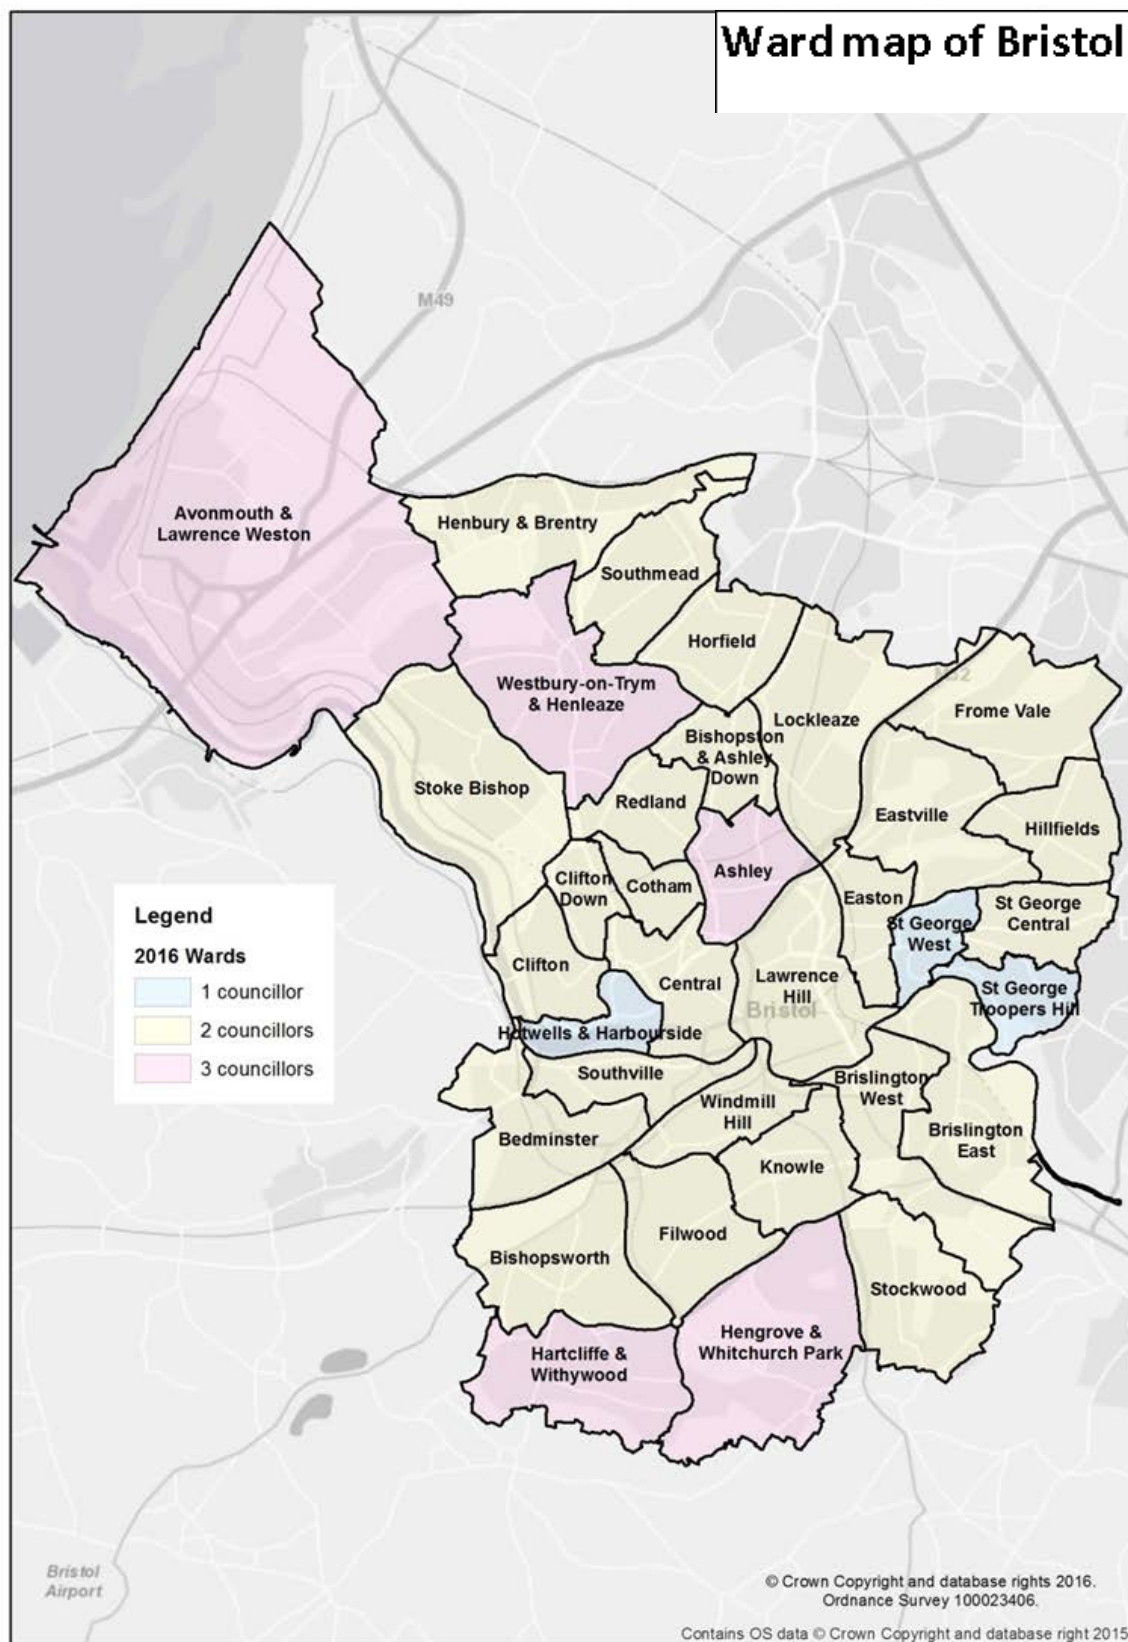 Ward map of Bristol
M49
Avonmouth &
Lawrence Weston
Henbury & Brentry
Southmead
Horfield
Westbury-on-Trym
& Henleaze
Lockleaze
Frome Vale
Bishopston
& Ashley
Down
Stoke Bishop
Redland
Eastville
Hillfields
Ashley
Clifton
Down
Cotham
Easton
St George
West
St George
Central
Legend
2016 Wards
1 councillor
2 councillors
3 councillors
Clifton
Central
Lawrence
Hill
St George
Troopers Hill
Bristol
Hotwells & Harbourside
Southville
Brislington
West
Windmill
Hill
Bedminster
Brislington
East
Knowle
Filwood
Bishopsworth
Stockwood
Hengrove &
Whitchurch Park
Hartcliffe &
Withywood
Bristol
Airport
© Crown Copyright and database rights 2016.
Ordnance Survey 100023406.
Contains OS data © Crown Copyright and database right 2015